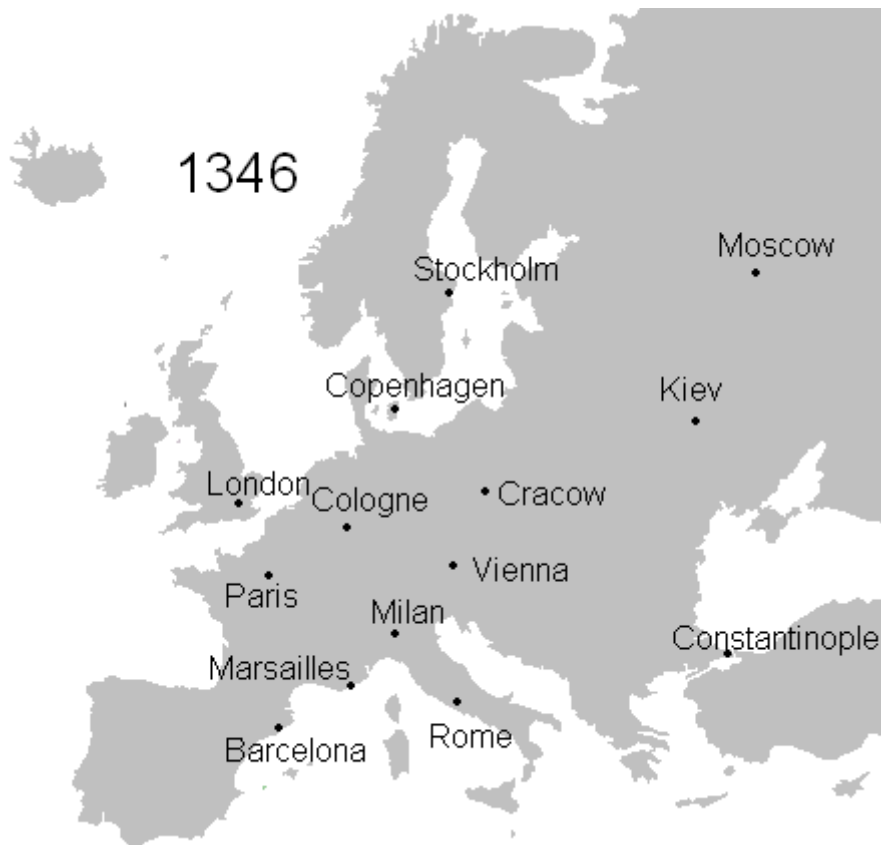 1346
Moscow
Stockholm
Copenhagen
Kiev
London
Cologne
Cracow
Vienna
Paris
Milan
Constantinople
Marsailles
Rome
Barcelona